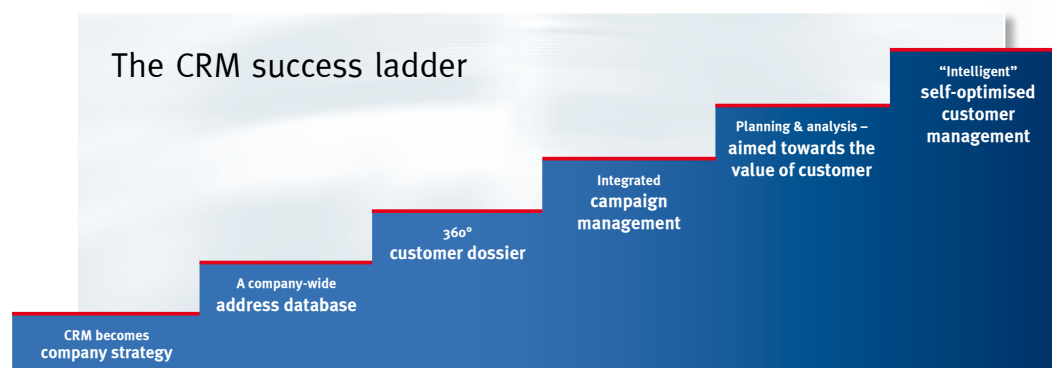 The CRM success ladder
CRM becomes
company strategy
A company-wide
address database
360°
customer dossier
Integrated
campaign
management
Planning & analysis –
aimed towards the
value of customer
“Intelligent”
self-optimised
customer
management